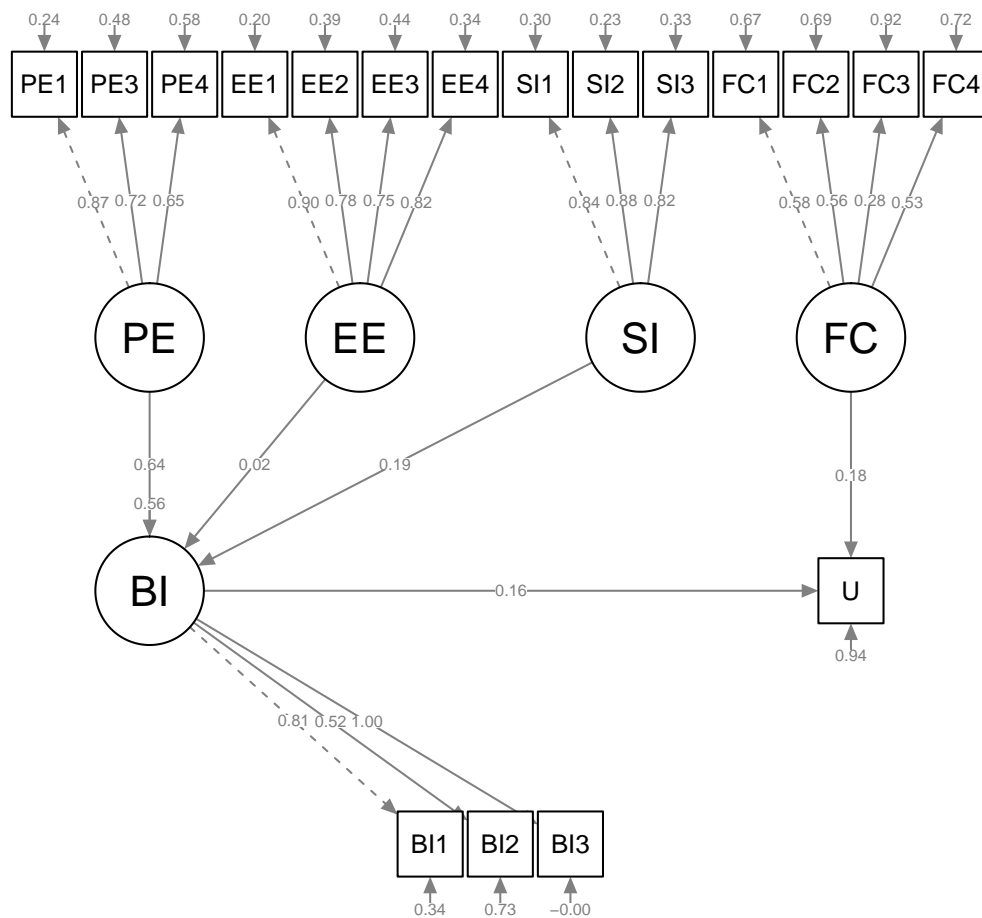 0.24 0.48 0.58 0.20 0.39 0.44 0.34 0.30 0.23 0.33 0.67 0.69 0.92 0.72
PE1 PE3 PE4 EE1 EE2 EE3 EE4 SI1 SI2 SI3 FC1 FC2 FC3 FC4
0.87 0.72 0.65 0.90 0.78 0.75 0.82 0.84 0.88 0.82 0.58 0.56 0.28 0.53
PE EE SI FC
0.64 0.02 0.19 0.18
0.56
BI 0.16 U
0.94
0.81 0.52 1.00
BI1 BI2 BI3
0.34 0.73 −0.00